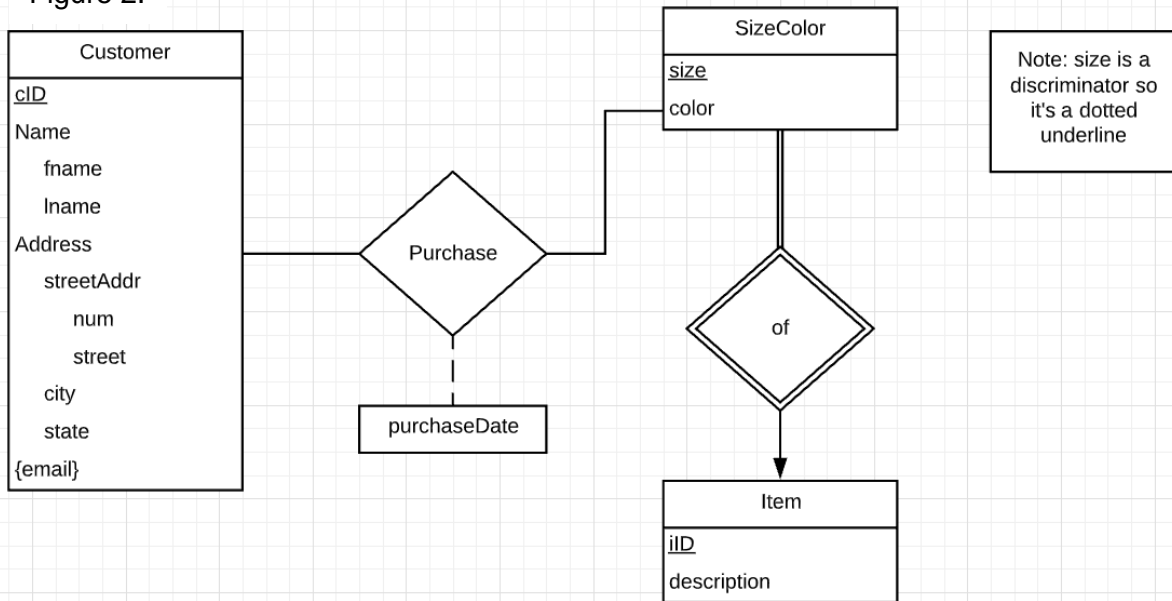 Figure 2.
Customer
cID
Name
fname
lname
Address
streetAddr
num
street
city
state
{email}
Purchase
purchaseDate
SizeColor
size
color
of
Item
iID
description
Note: size is a
discriminator so
it's a dotted
underline